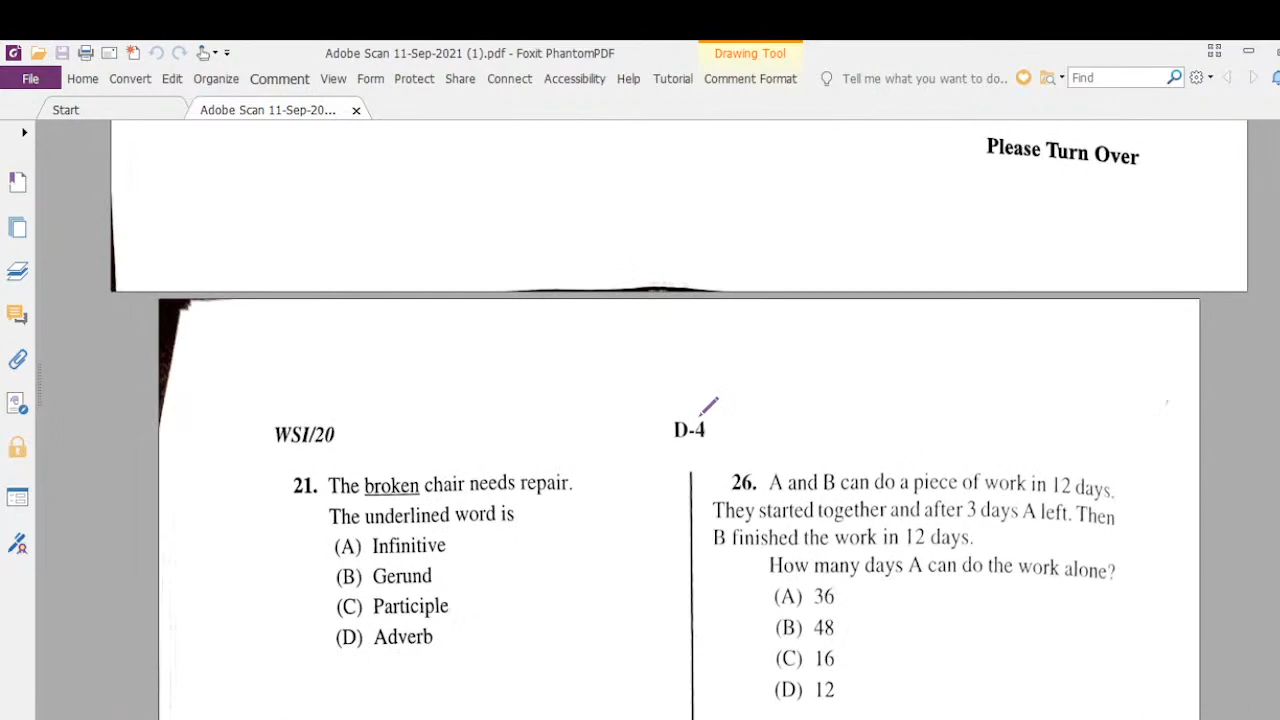 Adobe Scan 11-Sep-2021 (1).pdf - Foxit PhantomPDF
Drawing Tool
File Home Convert Edit Organize Comment View Form Protect Share Connect Accessibility Help Tutorial Comment Format Tell me what you want to do.. Find
Start
Adobe Scan 11-Sep-20...
Please Turn Over
WSI/20
D-4
21. The broken chair needs repair.
The underlined word is
(A) Infinitive
(B) Gerund
(C) Participle
(D) Adverb
26. A and B can do a piece of work in 12 days.
They started together and after 3 days A left. Then
B finished the work in 12 days.
How many days A can do the work alone?
(A) 36
(B) 48
(C) 16
(D) 12